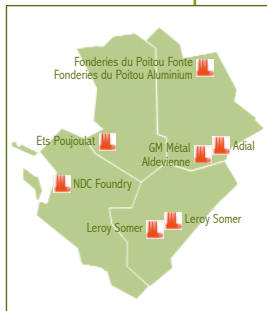 Fonderies du Poitou Fonte
Fonderies du Poitou Aluminium
Ets Poujoulat
GM Métal
Adial
Aldevienne
NDC Foundry
Leroy Somer
Leroy Somer